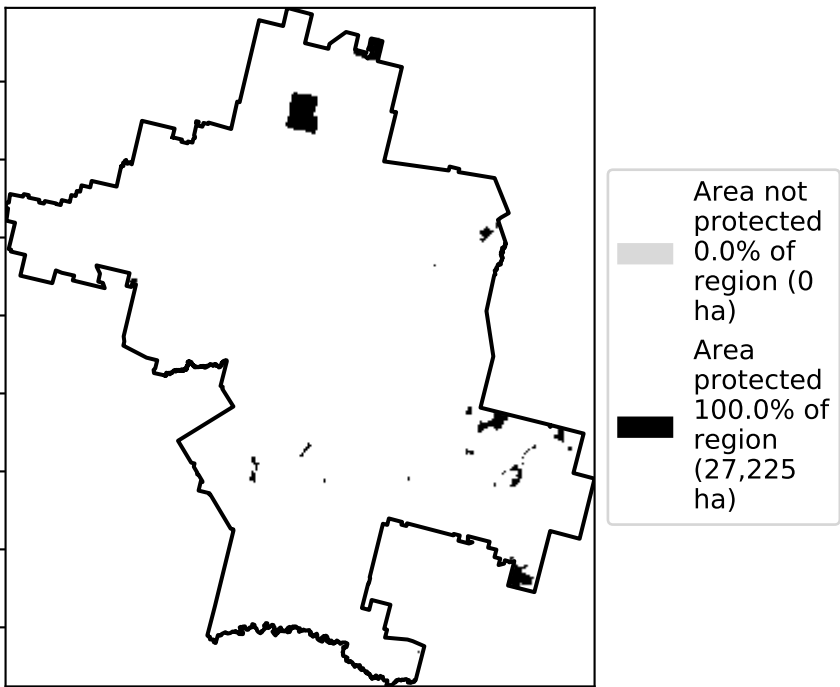 Area not
protected
0.0% of
region (0
ha)
Area
protected
100.0% of
region
(27,225
ha)